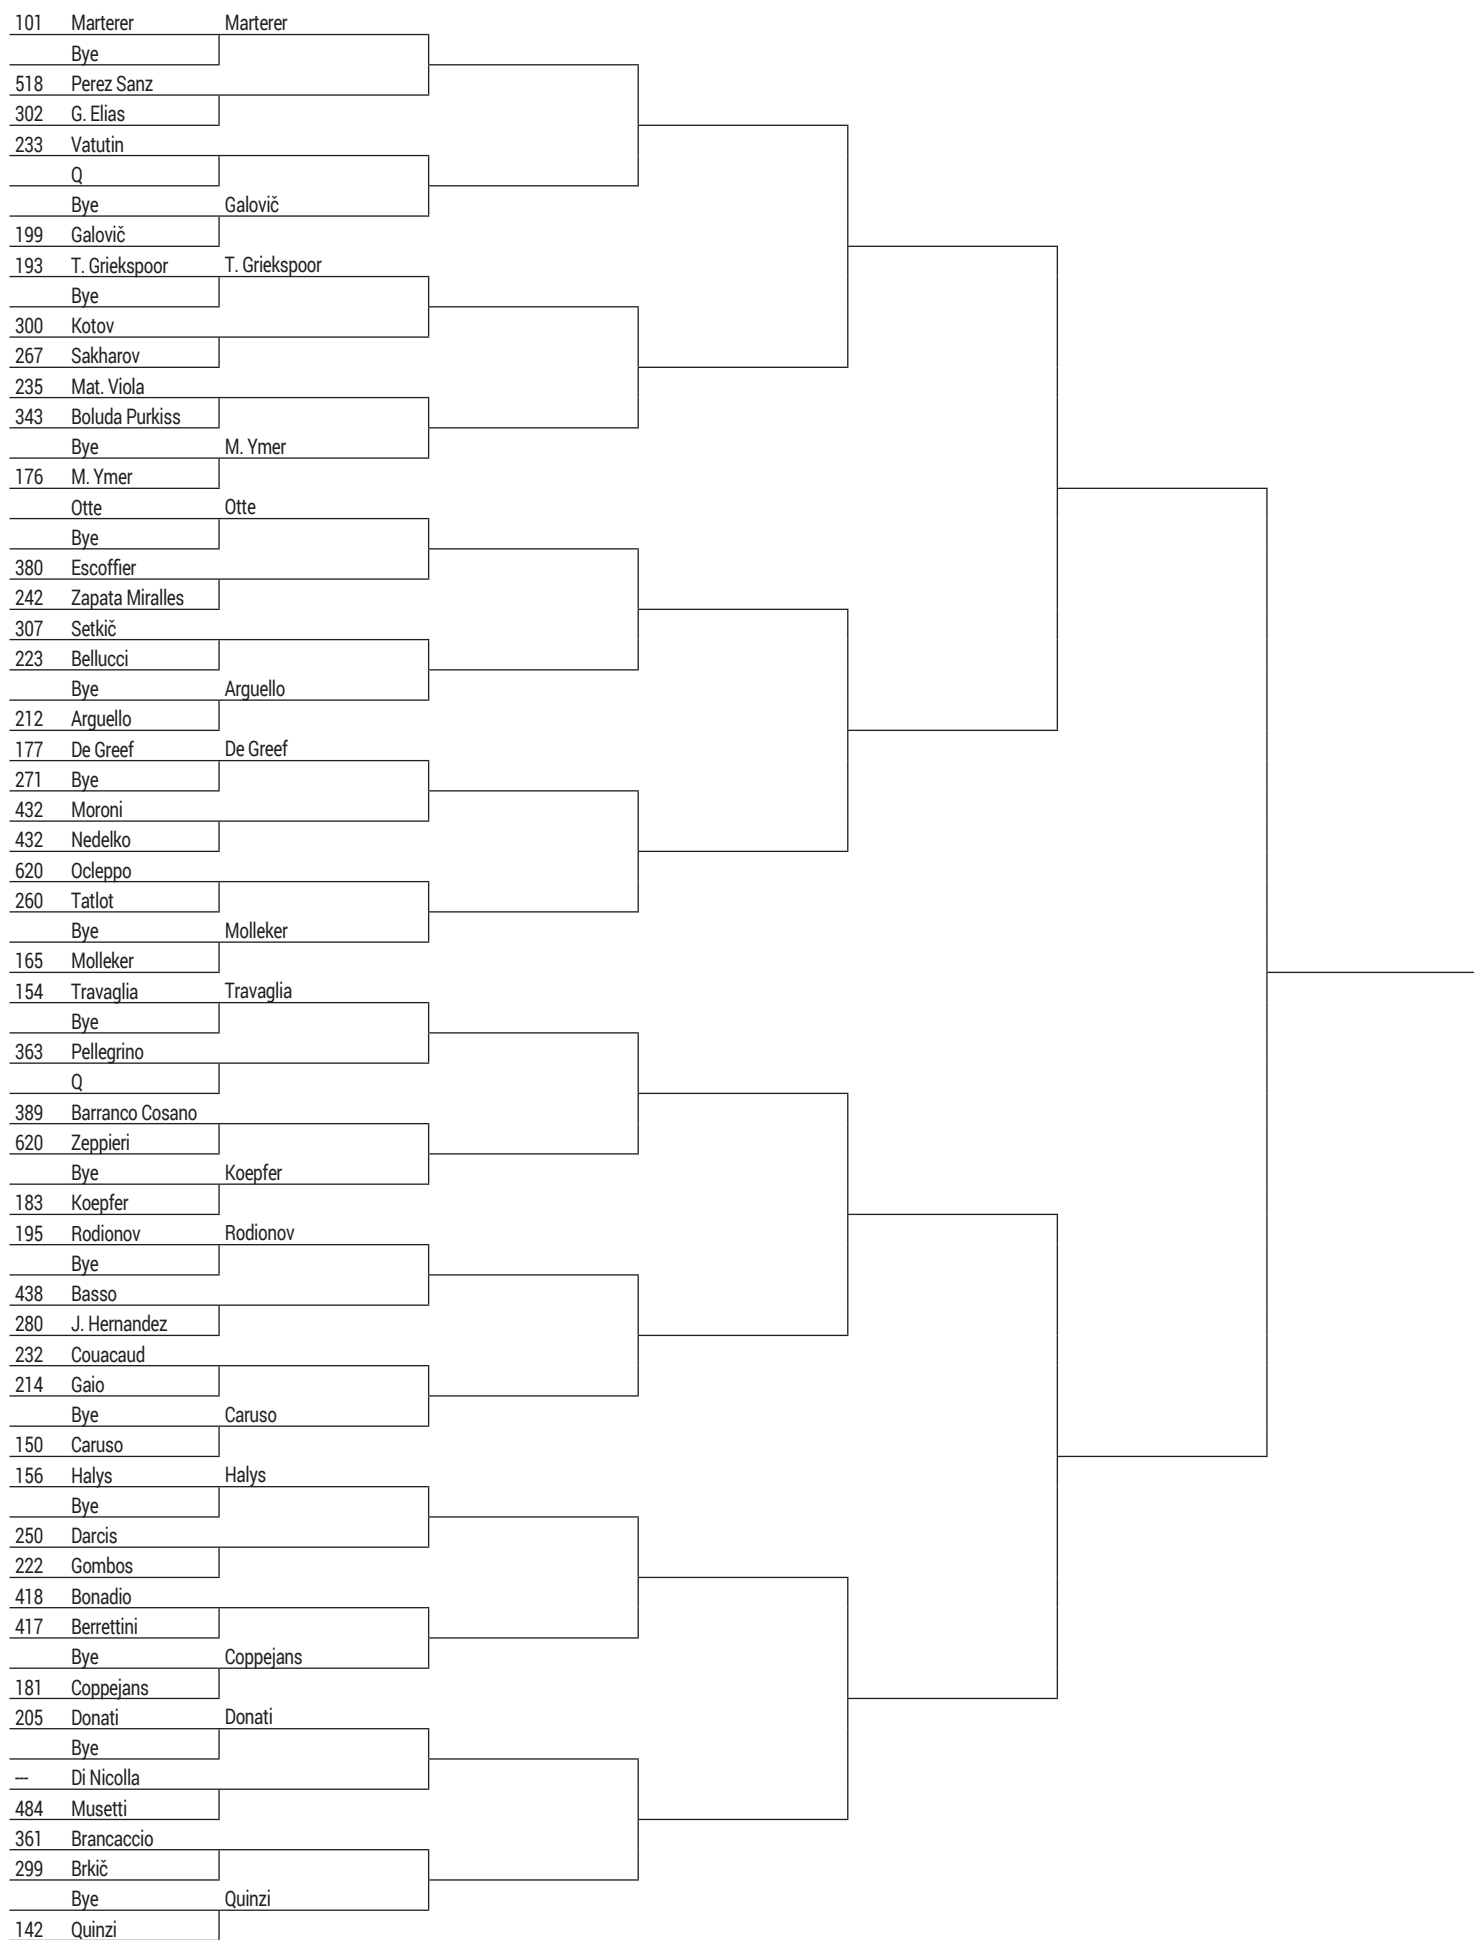 101 Marterer Marterer
Bye
518 Perez Sanz
302 G. Elias
233 Vatutin
Q
Bye Galovič
199 Galovič
193 T. Griekspoor T. Griekspoor
Bye
300 Kotov
267 Sakharov
235 Mat. Viola
343 Boluda Purkiss
Bye M. Ymer
176 M. Ymer
Otte Otte
Bye
380 Escoffier
242 Zapata Miralles
307 Setkič
223 Bellucci
Bye Arguello
212 Arguello
177 De Greef De Greef
271 Bye
432 Moroni
432 Nedelko
620 Ocleppo
260 Tatlot
Bye Molleker
165 Molleker
154 Travaglia Travaglia
Bye
363 Pellegrino
Q
389 Barranco Cosano
620 Zeppieri
Bye Koepfer
183 Koepfer
195 Rodionov Rodionov
Bye
438 Basso
280 J. Hernandez
232 Couacaud
214 Gaio
Bye Caruso
150 Caruso
156 Halys Halys
Bye
250 Darcis
222 Gombos
418 Bonadio
417 Berrettini
Bye Coppejans
181 Coppejans
205 Donati Donati
Bye
--- Di Nicolla
484 Musetti
361 Brancaccio
299 Brkič
Bye Quinzi
142 Quinzi